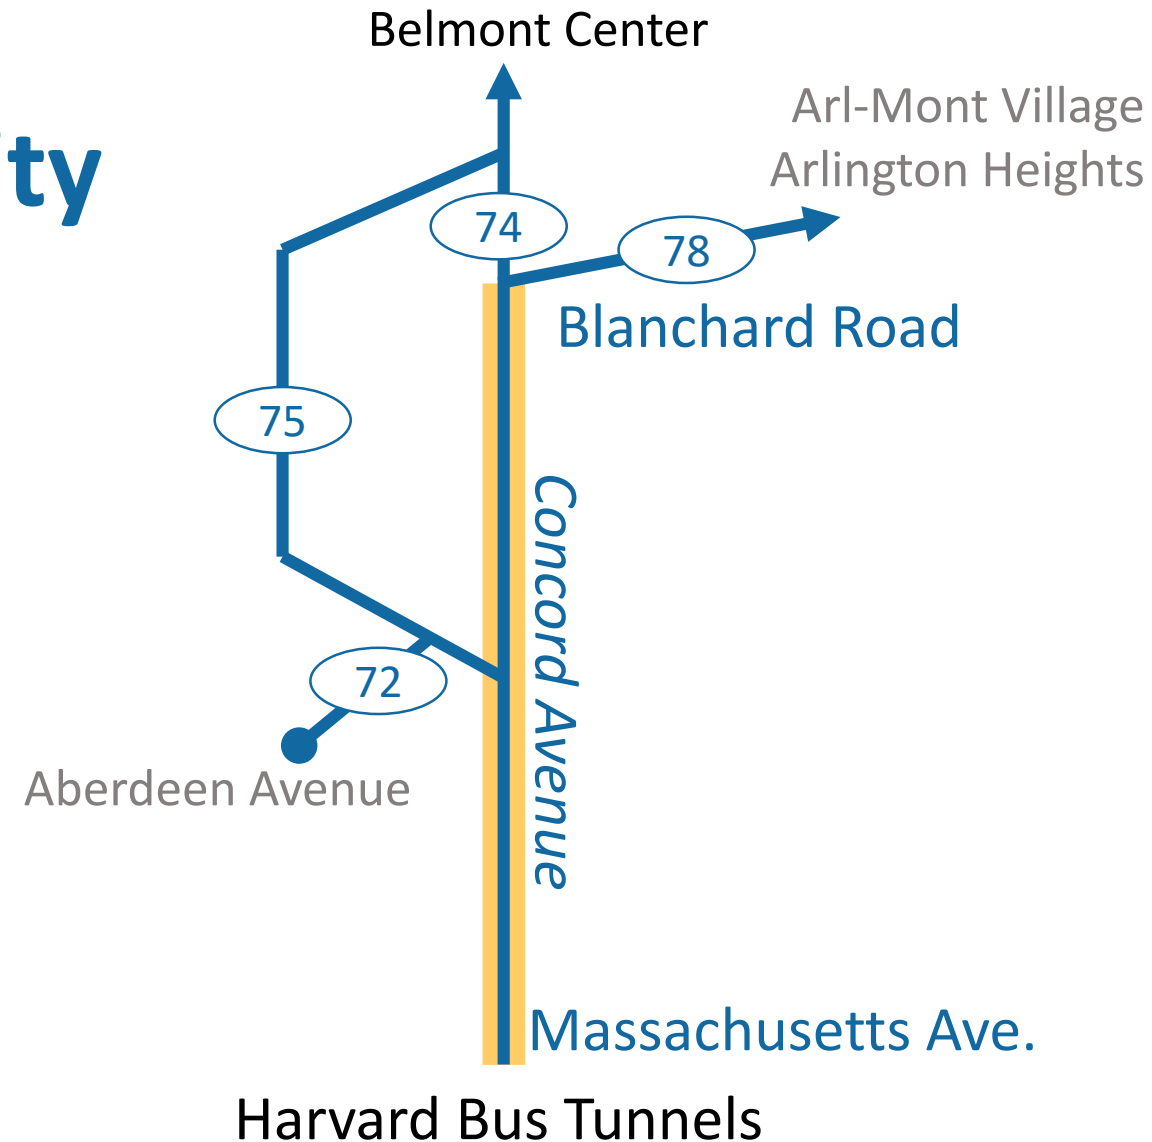 Belmont Center
Arl-Mont Village
Arlington Heights
ty
74
78
Blanchard Road
75
Concord Avenue
72
Aberdeen Avenue
Massachusetts Ave.
Harvard Bus Tunnels